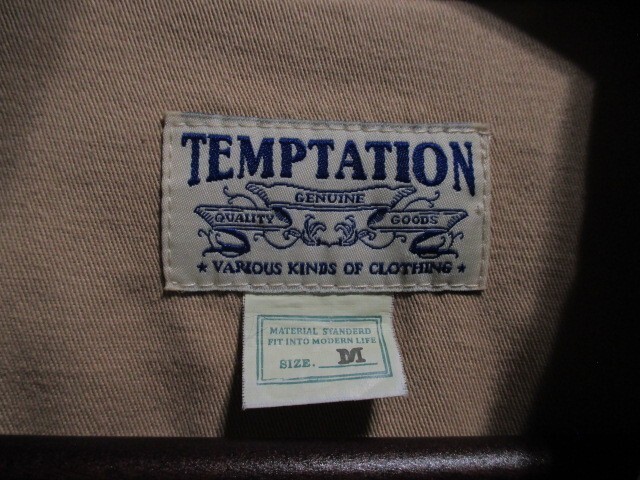 TEMPTATION
GENUINE
QUALITY GOODS
★ VARIOUS KINDS OF CLOTHING ★
MATERIAL STANDERD
FIT INTO MODERN LIFE
SIZE. M